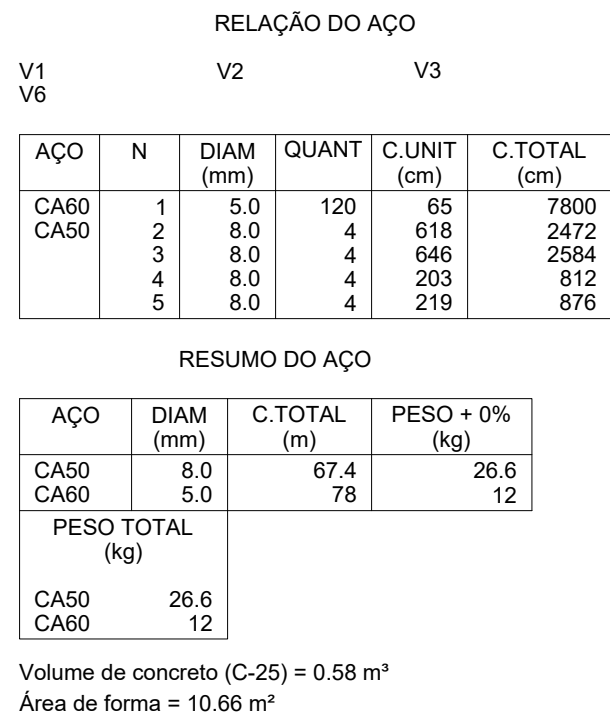 RELAÇÃO DO AÇO
V1 V2 V3
V6
AÇO N DIAM QUANT C.UNIT C.TOTAL
(mm) (cm) (cm)
CA60 1 5.0 120 65 7800
CA50 2 8.0 4 618 2472
3 8.0 4 646 2584
4 8.0 4 203 812
5 8.0 4 219 876
RESUMO DO AÇO
AÇO DIAM C.TOTAL PESO + 0%
(mm) (m) (kg)
CA50 8.0 67.4 26.6
CA60 5.0 78 12
PESO TOTAL
(kg)
CA50 26.6
CA60 12
Volume de concreto (C-25) = 0.58 m³
Área de forma = 10.66 m²